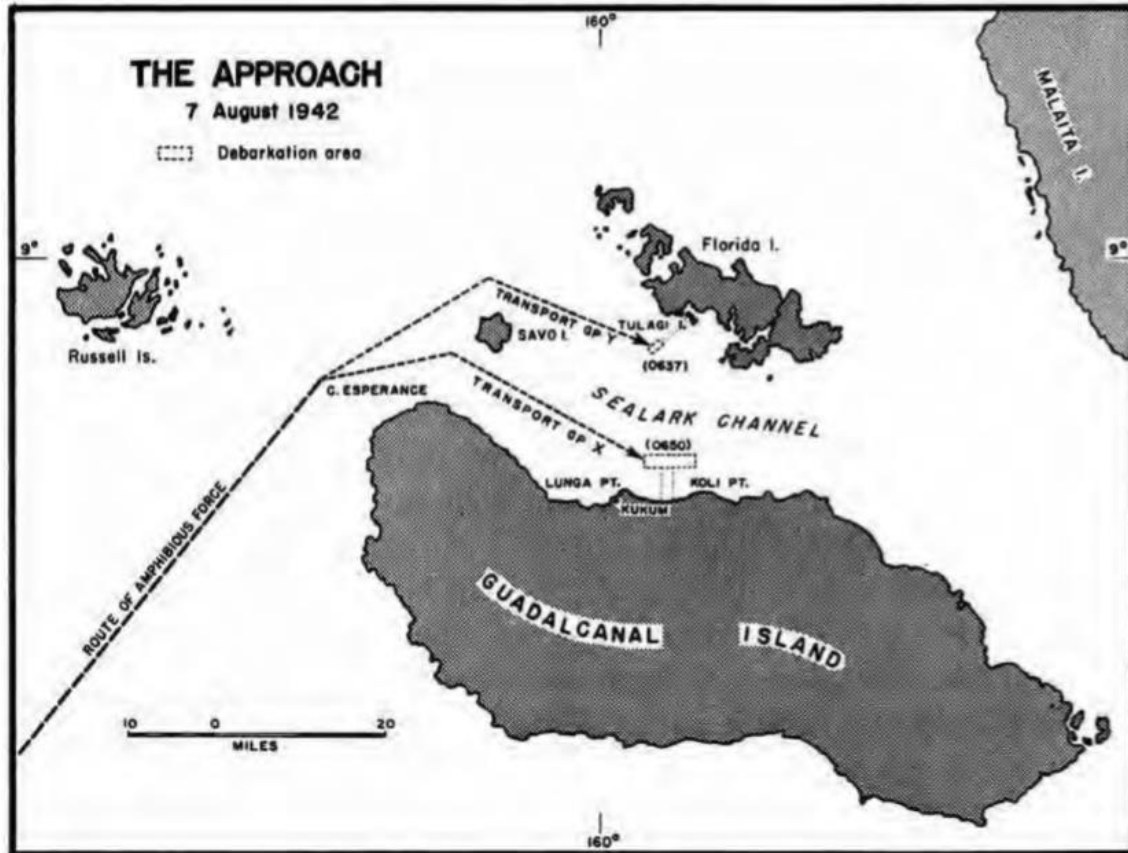 160°
THE APPROACH
7 August 1942
Debarkation area
MALAITA I.
9°
Florida I.
9°
TRANSPORT GP Y
TULAGI I.
SAVO I.
(0637)
Russell Is.
C. ESPERANCE
SEALARK CHANNEL
TRANSPORT GP X
(0650)
LUNGA PT.
KOLI PT.
KUKUM
ROUTE OF AMPHIBIOUS FORCE
GUADALCANAL ISLAND
10 0 20
MILES
160°